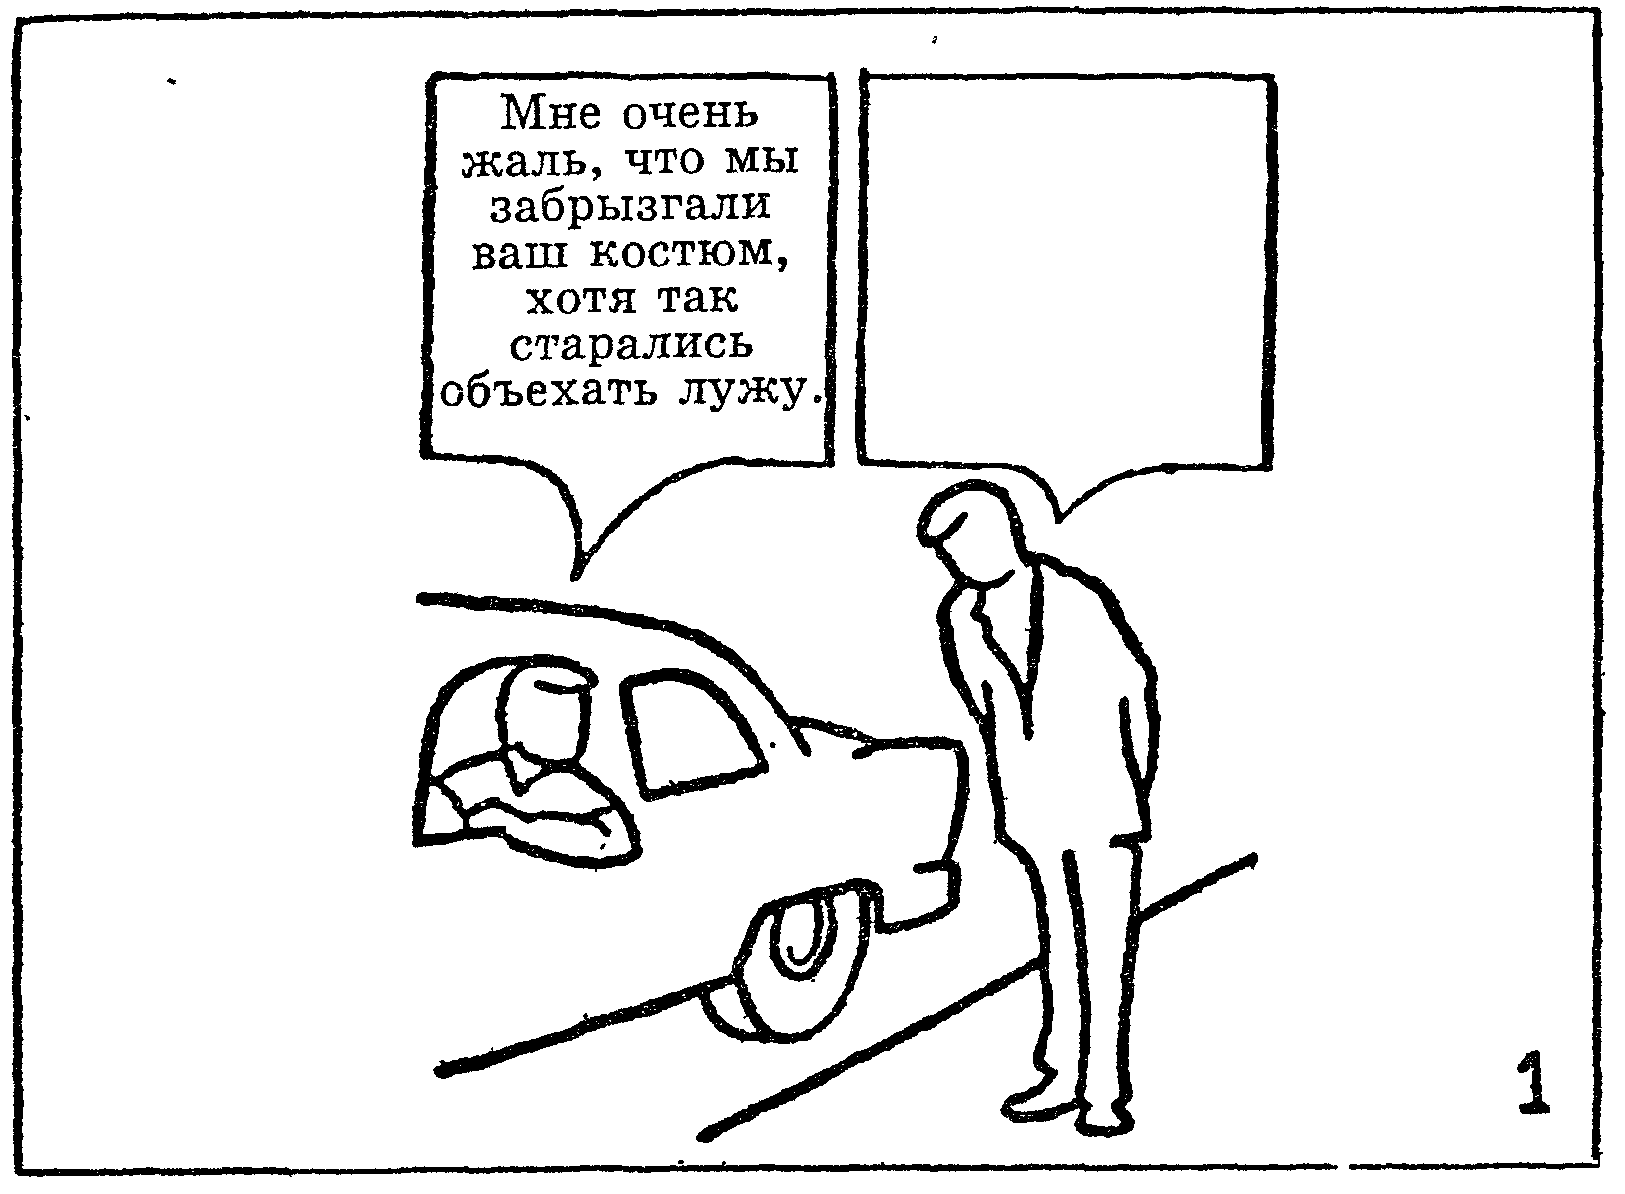 Мне очень
жаль, что мы
забрызгали
ваш костюм,
хотя так
старались
объехать лужу.
1